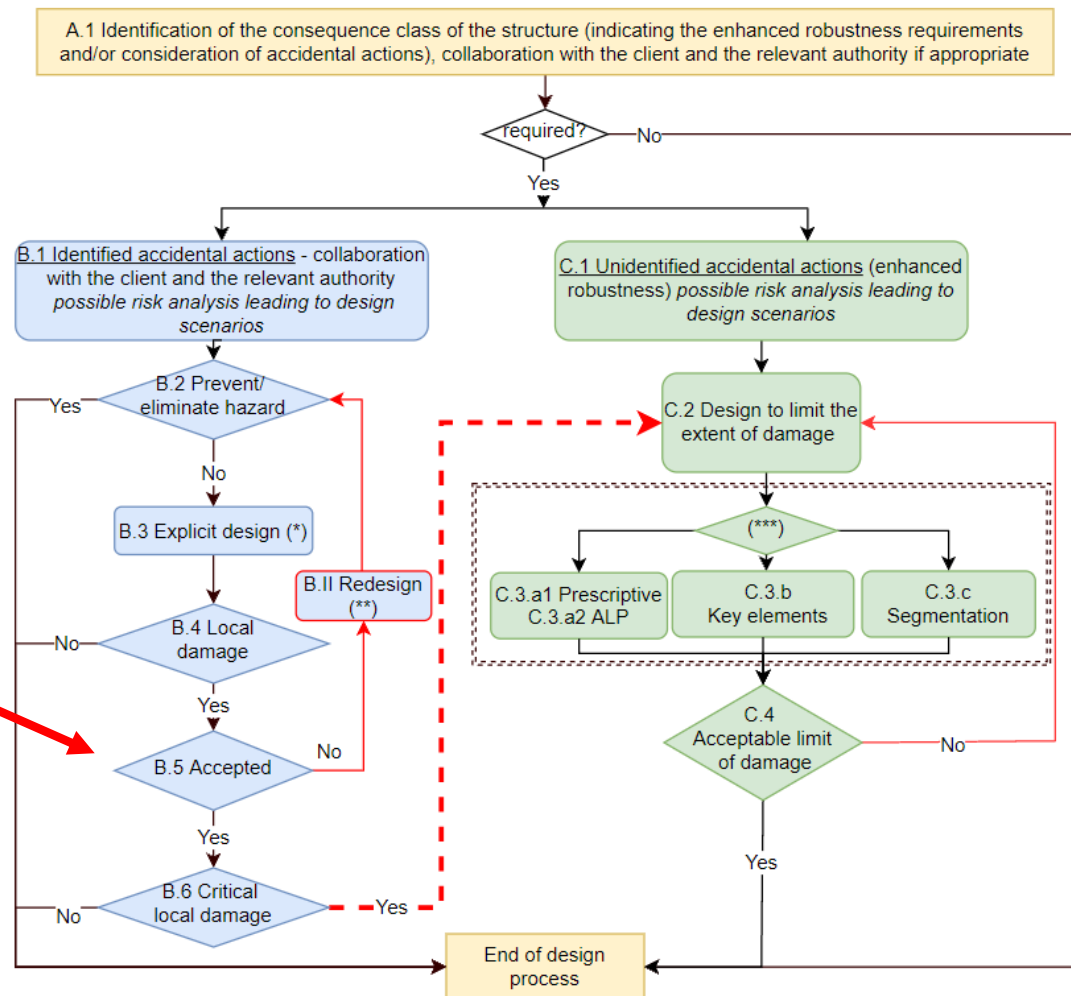 A.1 Identification of the consequence class of the structure (indicating the enhanced robustness requirements
and/or consideration of accidental actions), collaboration with the client and the relevant authority if appropriate
required?
No
Yes
B.1 Identified accidental actions - collaboration
with the client and the relevant authority
possible risk analysis leading to design
scenarios
C.1 Unidentified accidental actions (enhanced
robustness) possible risk analysis leading to
design scenarios
B.2 Prevent/
eliminate hazard
Yes
No
B.3 Explicit design (*)
B.II Redesign
(**)
B.4 Local
damage
No
Yes
B.5 Accepted
No
Yes
B.6 Critical
local damage
No
Yes
C.2 Design to limit the
extent of damage
(***)
C.3.a1 Prescriptive
C.3.a2 ALP
C.3.b
Key elements
C.3.c
Segmentation
C.4
Acceptable limit
of damage
No
Yes
End of design
process